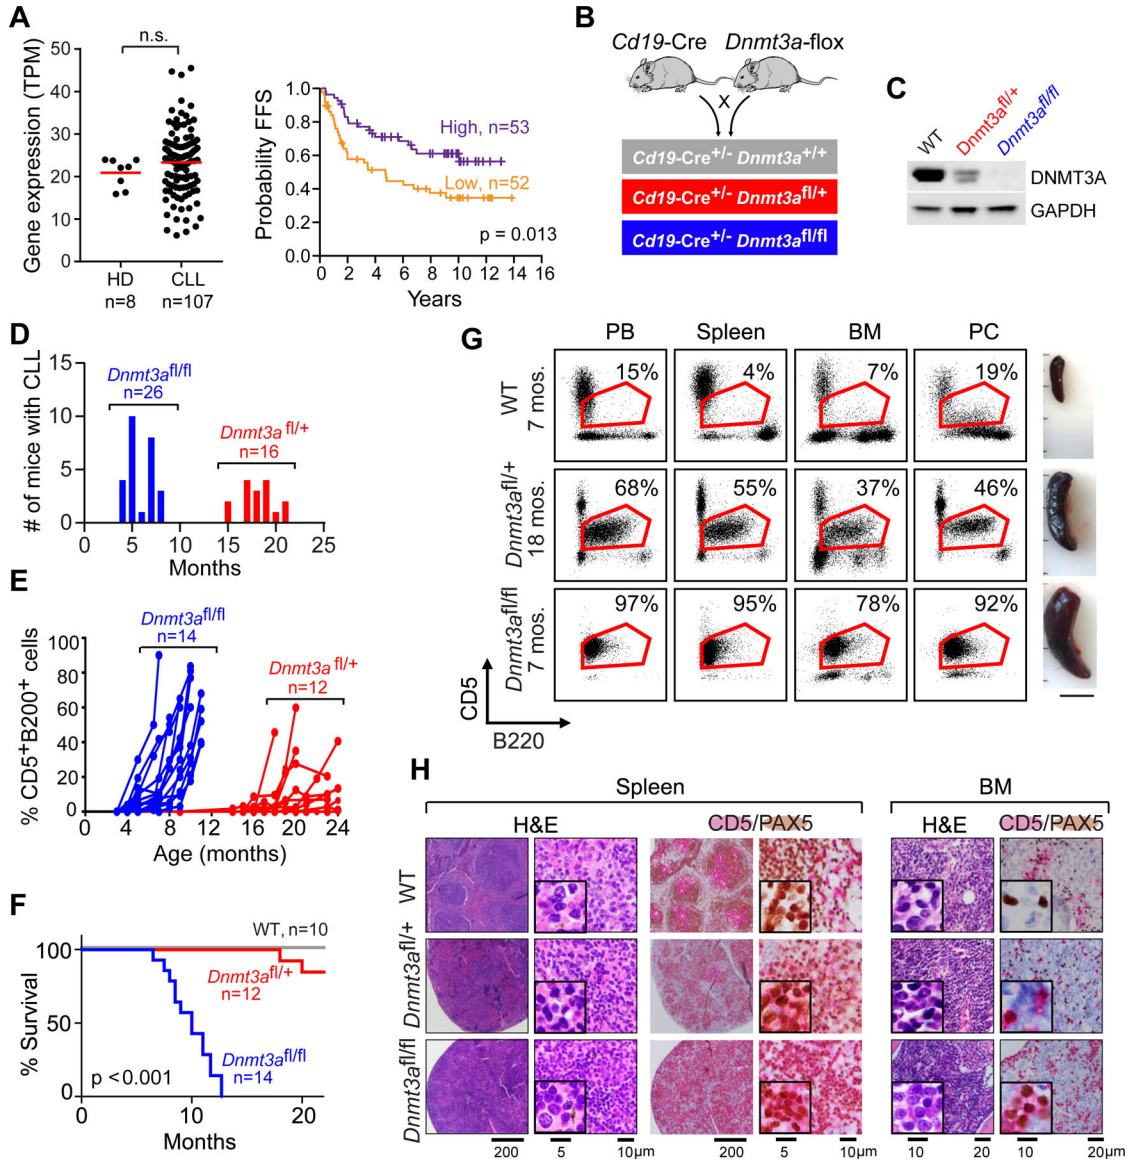 A
n.s.
Gene expression (TPM)
50
40
30
20
10
0
HD
n=8
CLL
n=107
Probability FFS
1.0
0.8
0.6
0.4
0.2
0
High, n=53
Low, n=52
p = 0.013
0 2 4 6 8 10 12 14 16
Years
B
Cd19-Cre
Dnmt3a-flox
X
Cd19-Cre+/- Dnmt3a+/+
Cd19-Cre+/- Dnmt3afl/+
Cd19-Cre+/- Dnmt3afl/fl
C
WT
Dnmt3afl/+
Dnmt3afl/fl
DNMT3A
GAPDH
D
# of mice with CLL
15
10
5
0
Dnmt3afl/fl
n=26
Dnmt3a fl/+
n=16
0 5 10 15 20 25
Months
E
% CD5+B200+ cells
100
80
60
40
20
0
Dnmt3afl/fl
n=14
Dnmt3a fl/+
n=12
0 4 8 12 16 20 24
Age (months)
F
% Survival
100
50
0
WT, n=10
Dnmt3afl/+
n=12
Dnmt3afl/fl
n=14
p <0.001
0 10 20
Months
G
PB Spleen BM PC
WT
7 mos.
15% 4% 7% 19%
Dnmt3afl/+
18 mos.
68% 55% 37% 46%
Dnmt3afl/fl
7 mos.
97% 95% 78% 92%
CD5
B220
H
Spleen BM
H&E CD5/PAX5 H&E CD5/PAX5
WT
Dnmt3afl/+
Dnmt3afl/fl
200 5 10µm 200 5 10µm 10 20 10 20µm